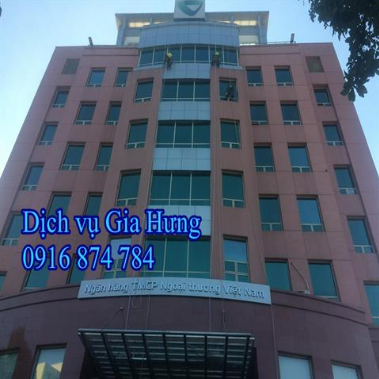 Dịch vụ Gia Hưng
0916 874 784
Ngân hàng TMCP Ngoại thương Việt Nam